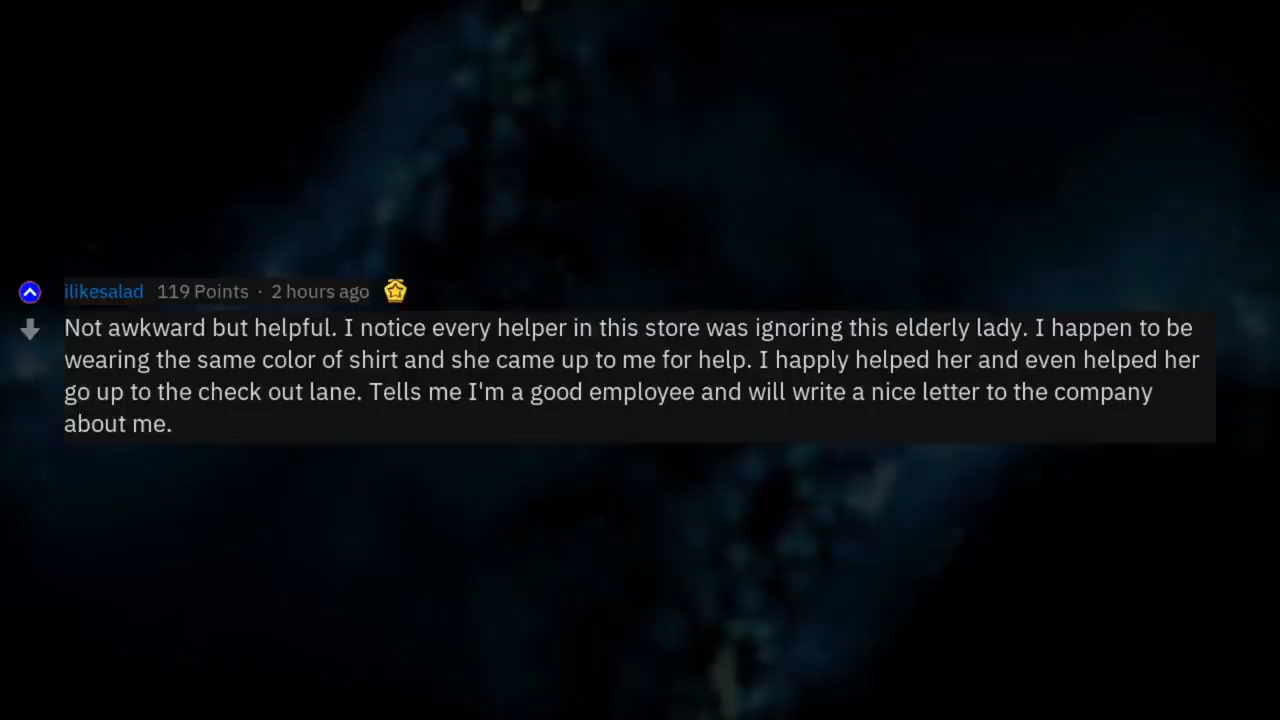 ilikesalad 119 Points · 2 hours ago
Not awkward but helpful. I notice every helper in this store was ignoring this elderly lady. I happen to be
wearing the same color of shirt and she came up to me for help. I happly helped her and even helped her
go up to the check out lane. Tells me I'm a good employee and will write a nice letter to the company
about me.